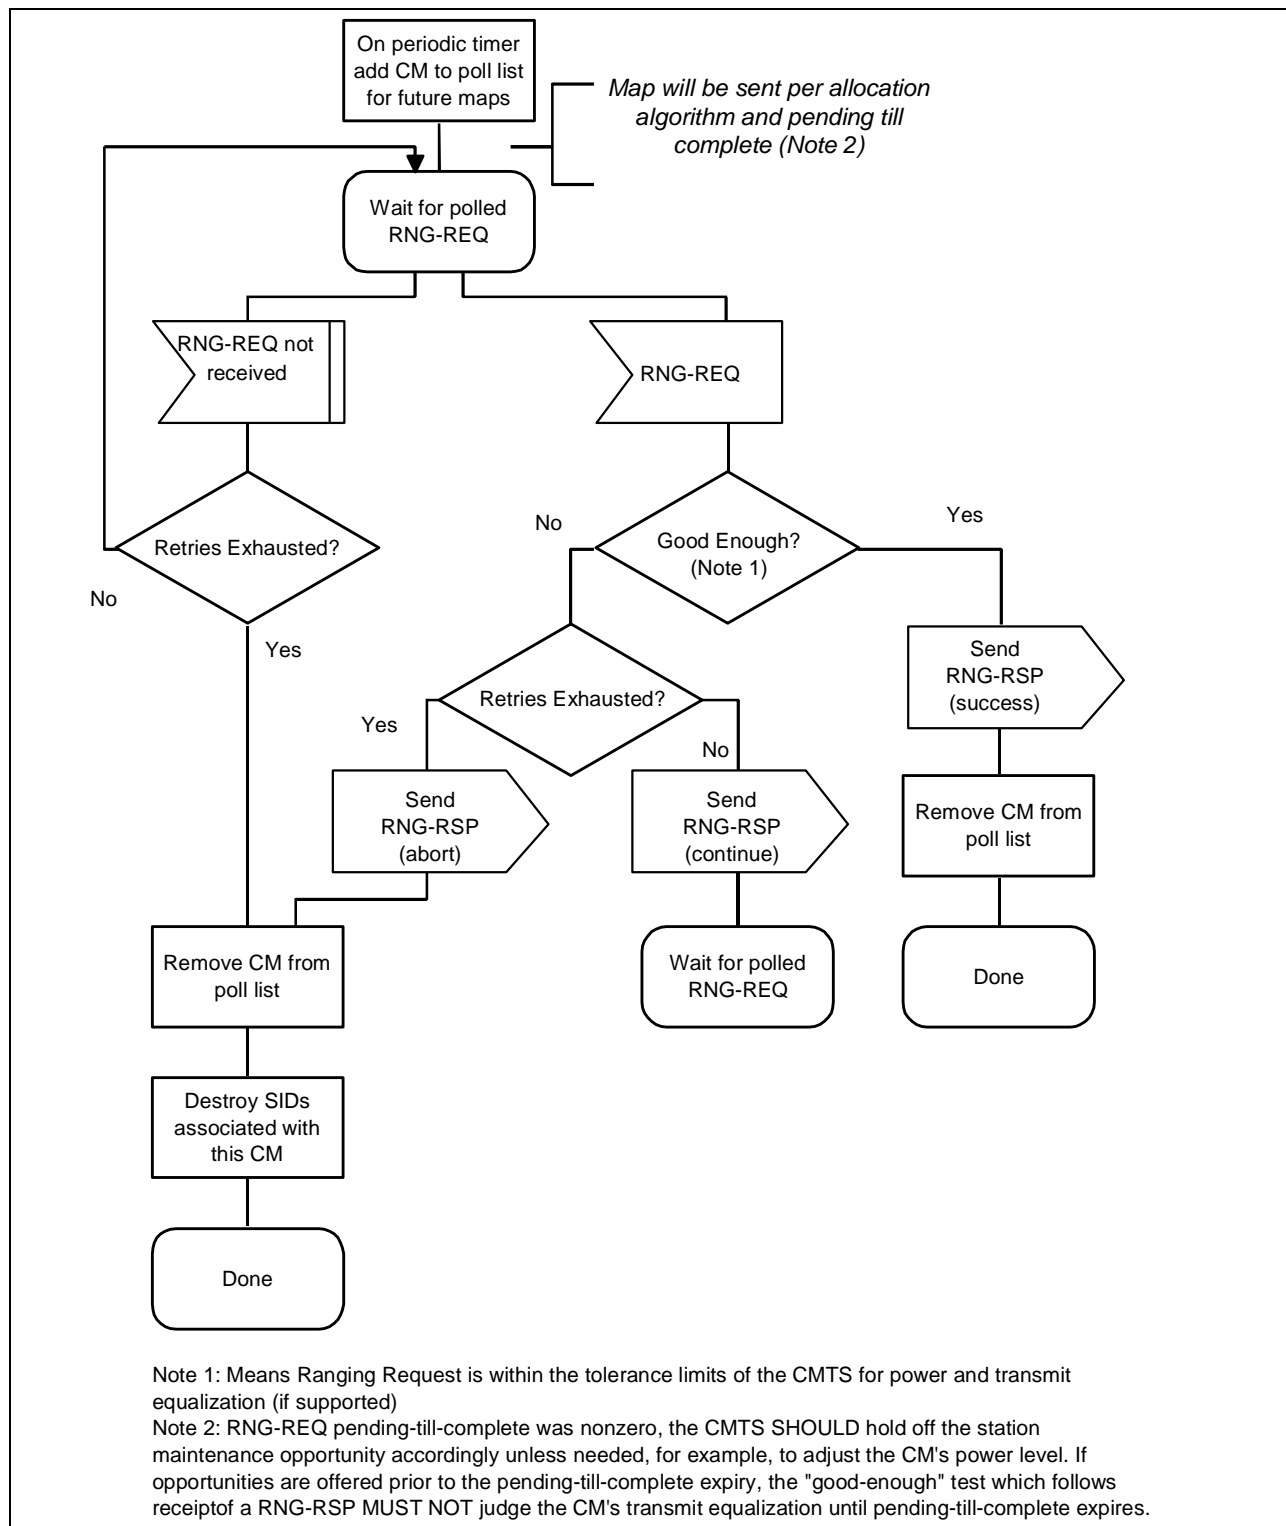 On periodic timer
add CM to poll list
for future maps
Map will be sent per allocation
algorithm and pending till
complete (Note 2)
Wait for polled
RNG-REQ
RNG-REQ not
received
RNG-REQ
Retries Exhausted?
No
Yes
Good Enough?
(Note 1)
No
Yes
Retries Exhausted?
Yes
No
Send
RNG-RSP
(success)
Send
RNG-RSP
(abort)
Send
RNG-RSP
(continue)
Remove CM from
poll list
Remove CM from
poll list
Wait for polled
RNG-REQ
Done
Destroy SIDs
associated with
this CM
Done
Note 1: Means Ranging Request is within the tolerance limits of the CMTS for power and transmit
equalization (if supported)
Note 2: RNG-REQ pending-till-complete was nonzero, the CMTS SHOULD hold off the station
maintenance opportunity accordingly unless needed, for example, to adjust the CM's power level. If
opportunities are offered prior to the pending-till-complete expiry, the "good-enough" test which follows
receiptof a RNG-RSP MUST NOT judge the CM's transmit equalization until pending-till-complete expires.